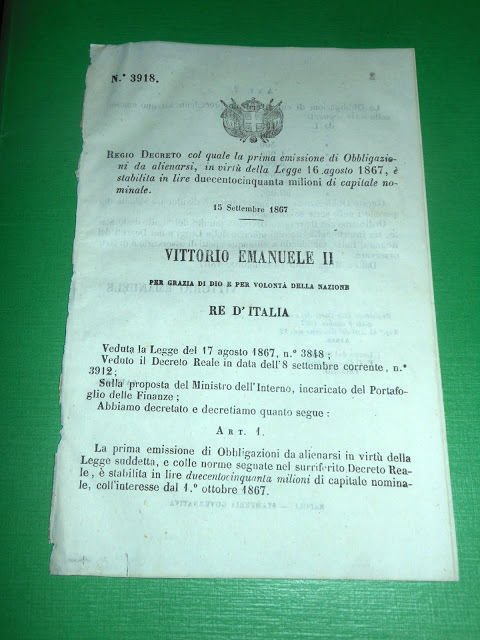 N.° 3918.
REGIO DECRETO col quale la prima emissione di Obbligazio-
ni da alienarsi, in virtù della Legge 16 agosto 1867, è
stabilita in lire duecentocinquanta milioni di capitale no-
minale.
15 Settembre 1867
VITTORIO EMANUELE II
PER GRAZIA DI DIO E PER VOLONTÀ DELLA NAZIONE
RE D'ITALIA
Veduta la Legge del 17 agosto 1867, n.° 3848;
Veduto il Decreto Reale in data dell'8 settembre corrente, n.°
3912;
Sulla proposta del Ministro dell'Interno, incaricato del Portafo-
glio delle Finanze;
Abbiamo decretato e decretiamo quanto segue:
ART. 1.
La prima emissione di Obbligazioni da alienarsi in virtù della
Legge suddetta, e colle norme segnate nel surriferito Decreto Rea-
le, è stabilita in lire duecentocinquanta milioni di capitale nomina-
le, coll'interesse dal 1.° ottobre 1867.
NAPOLI — STAMPERIA GOVERNATIVA